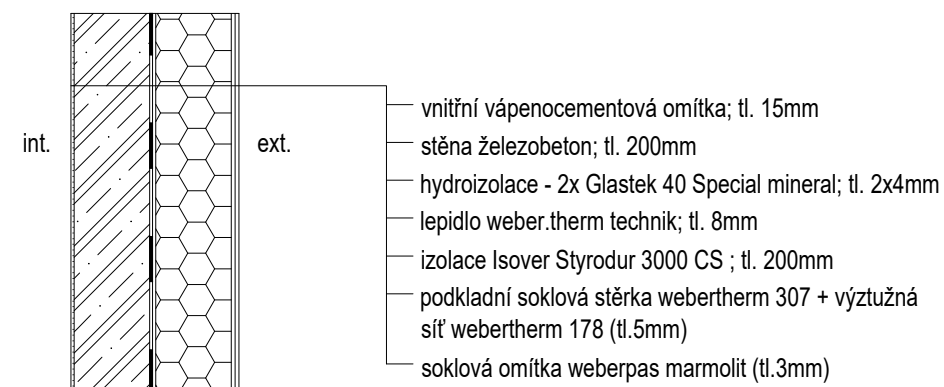 int.
ext.
vnitřní vápenocementová omítka; tl. 15mm
stěna železobeton; tl. 200mm
hydroizolace - 2x Glastek 40 Special mineral; tl. 2x4mm
lepidlo weber.therm technik; tl. 8mm
izolace Isover Styrodur 3000 CS ; tl. 200mm
podkladní soklová stěrka webertherm 307 + výztužná
síť webertherm 178 (tl.5mm)
soklová omítka weberpas marmolit (tl.3mm)